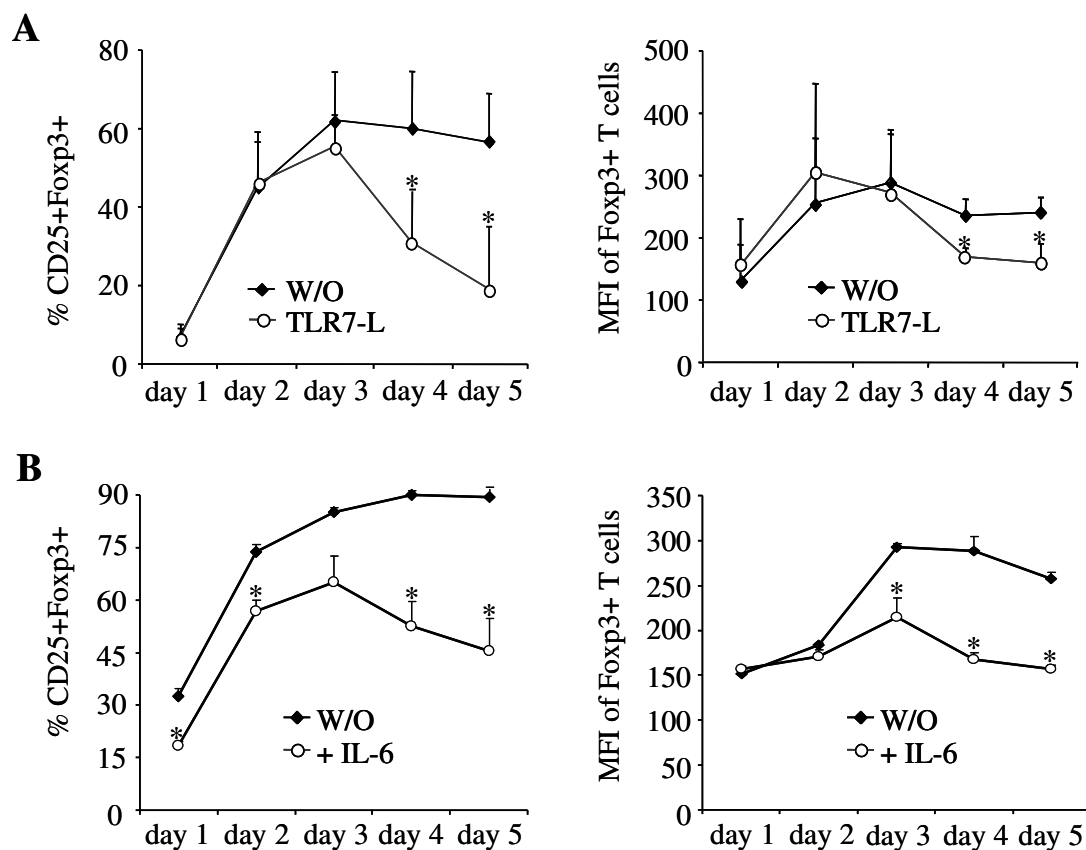 A
% CD25+Foxp3+
80
60
40
20
0
W/O
TLR7-L
*
*
day 1 day 2 day 3 day 4 day 5
MFI of Foxp3+ T cells
500
400
300
200
100
0
W/O
TLR7-L
*
*
day 1 day 2 day 3 day 4 day 5
B
% CD25+Foxp3+
90
75
60
45
30
15
0
W/O
+ IL-6
*
*
*
*
day 1 day 2 day 3 day 4 day 5
MFI of Foxp3+ T cells
350
300
250
200
150
100
50
0
W/O
+ IL-6
*
*
*
day 1 day 2 day 3 day 4 day 5